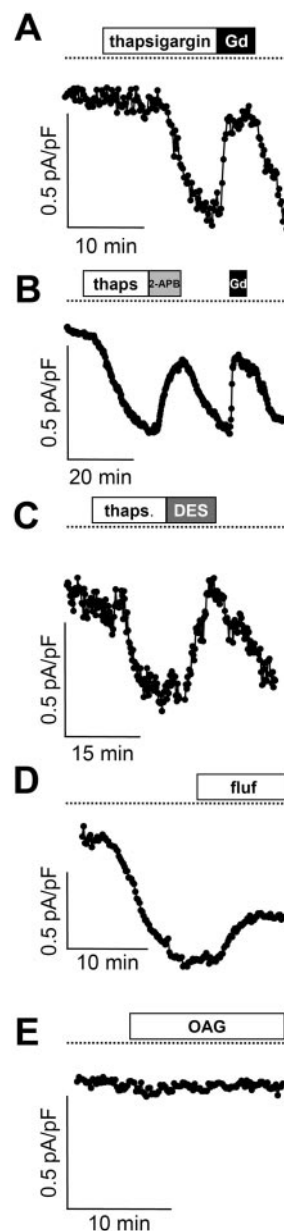 A
thapsigargin Gd
0.5 pA/pF
10 min
B
thaps 2-APB Gd
0.5 pA/pF
20 min
C
thaps. DES
0.5 pA/pF
15 min
D
fluf
0.5 pA/pF
10 min
E
OAG
0.5 pA/pF
10 min